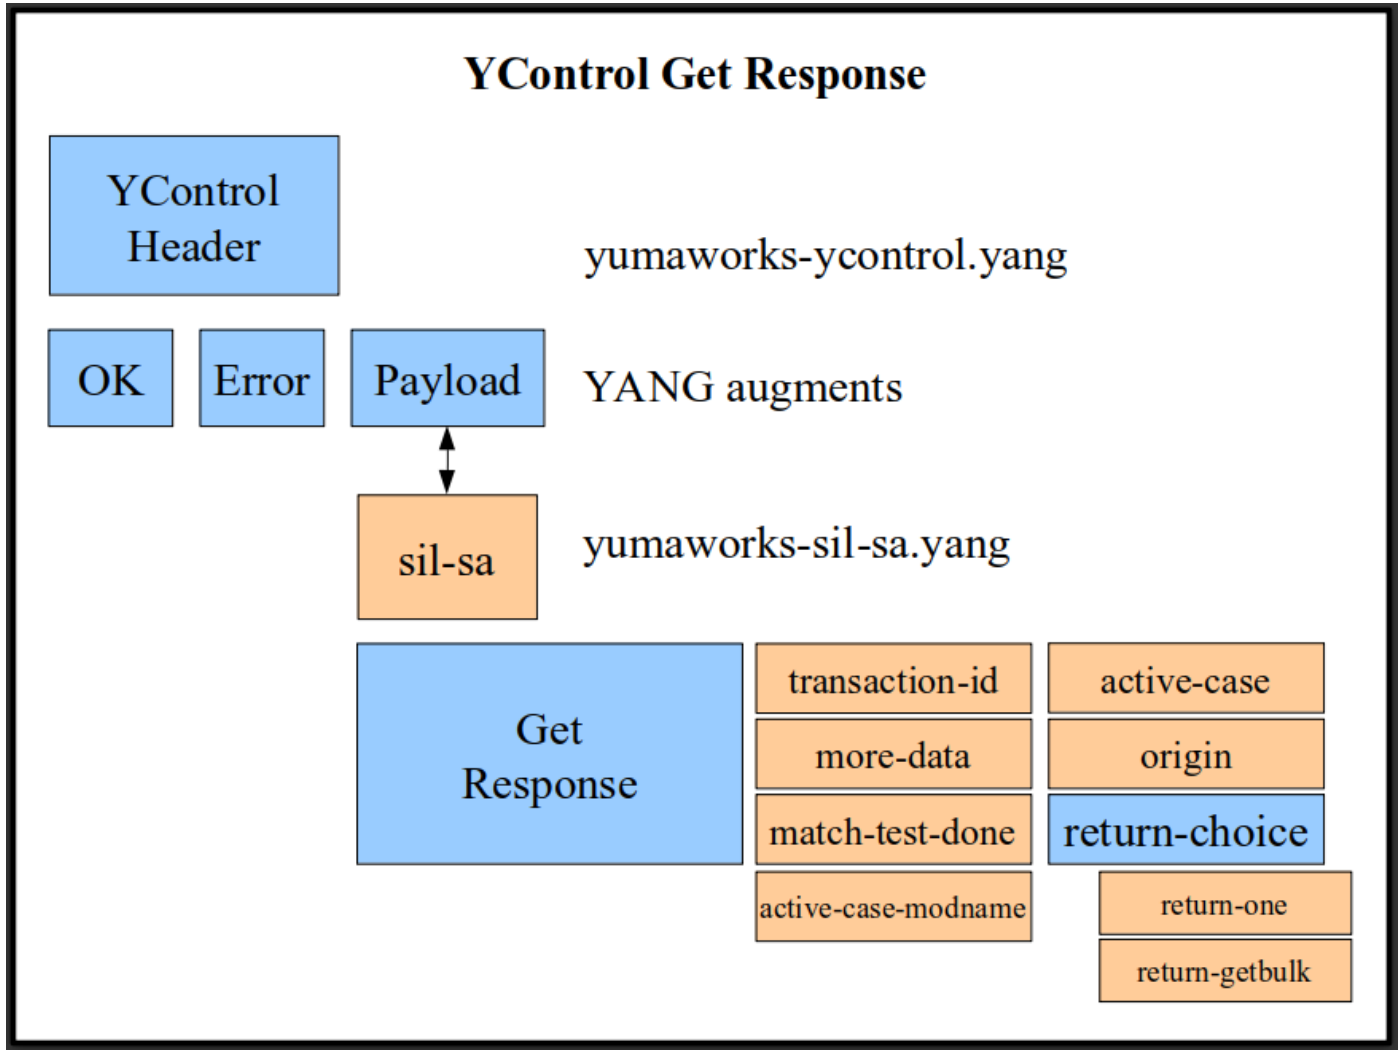 YControl Get Response
YControl
Header
yumaworks-ycontrol.yang
OK
Error
Payload
YANG augments
sil-sa
yumaworks-sil-sa.yang
Get
Response
transaction-id
active-case
more-data
origin
match-test-done
return-choice
active-case-modname
return-one
return-getbulk